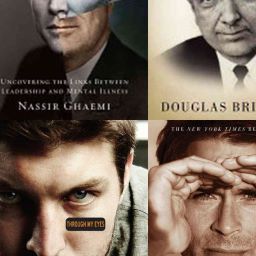 UNCOVERING THE LINKS BETWEEN
LEADERSHIP AND MENTAL ILLNESS
NASSIR GHAEMI
DOUGLAS BRI
THROUGH MY EYES
THE NEW YORK TIMES